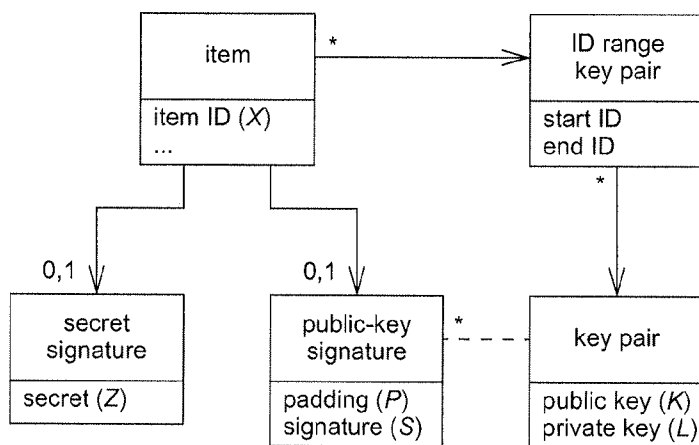 item
item ID (X)
...
*
ID range
key pair
start ID
end ID
*
0,1
0,1
secret
signature
secret (Z)
public-key
signature
padding (P)
signature (S)
*
key pair
public key (K)
private key (L)